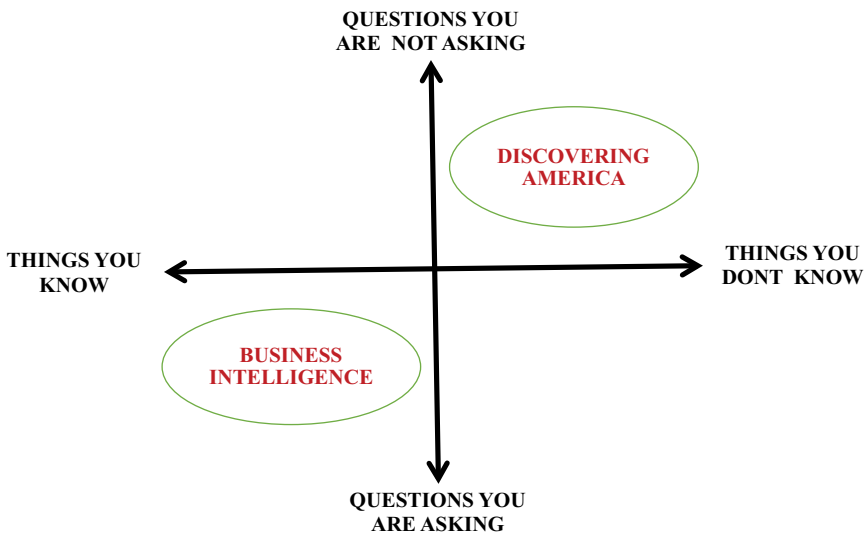 QUESTIONS YOU
ARE NOT ASKING
DISCOVERING
AMERICA
THINGS YOU
KNOW
THINGS YOU
DONT KNOW
BUSINESS
INTELLIGENCE
QUESTIONS YOU
ARE ASKING